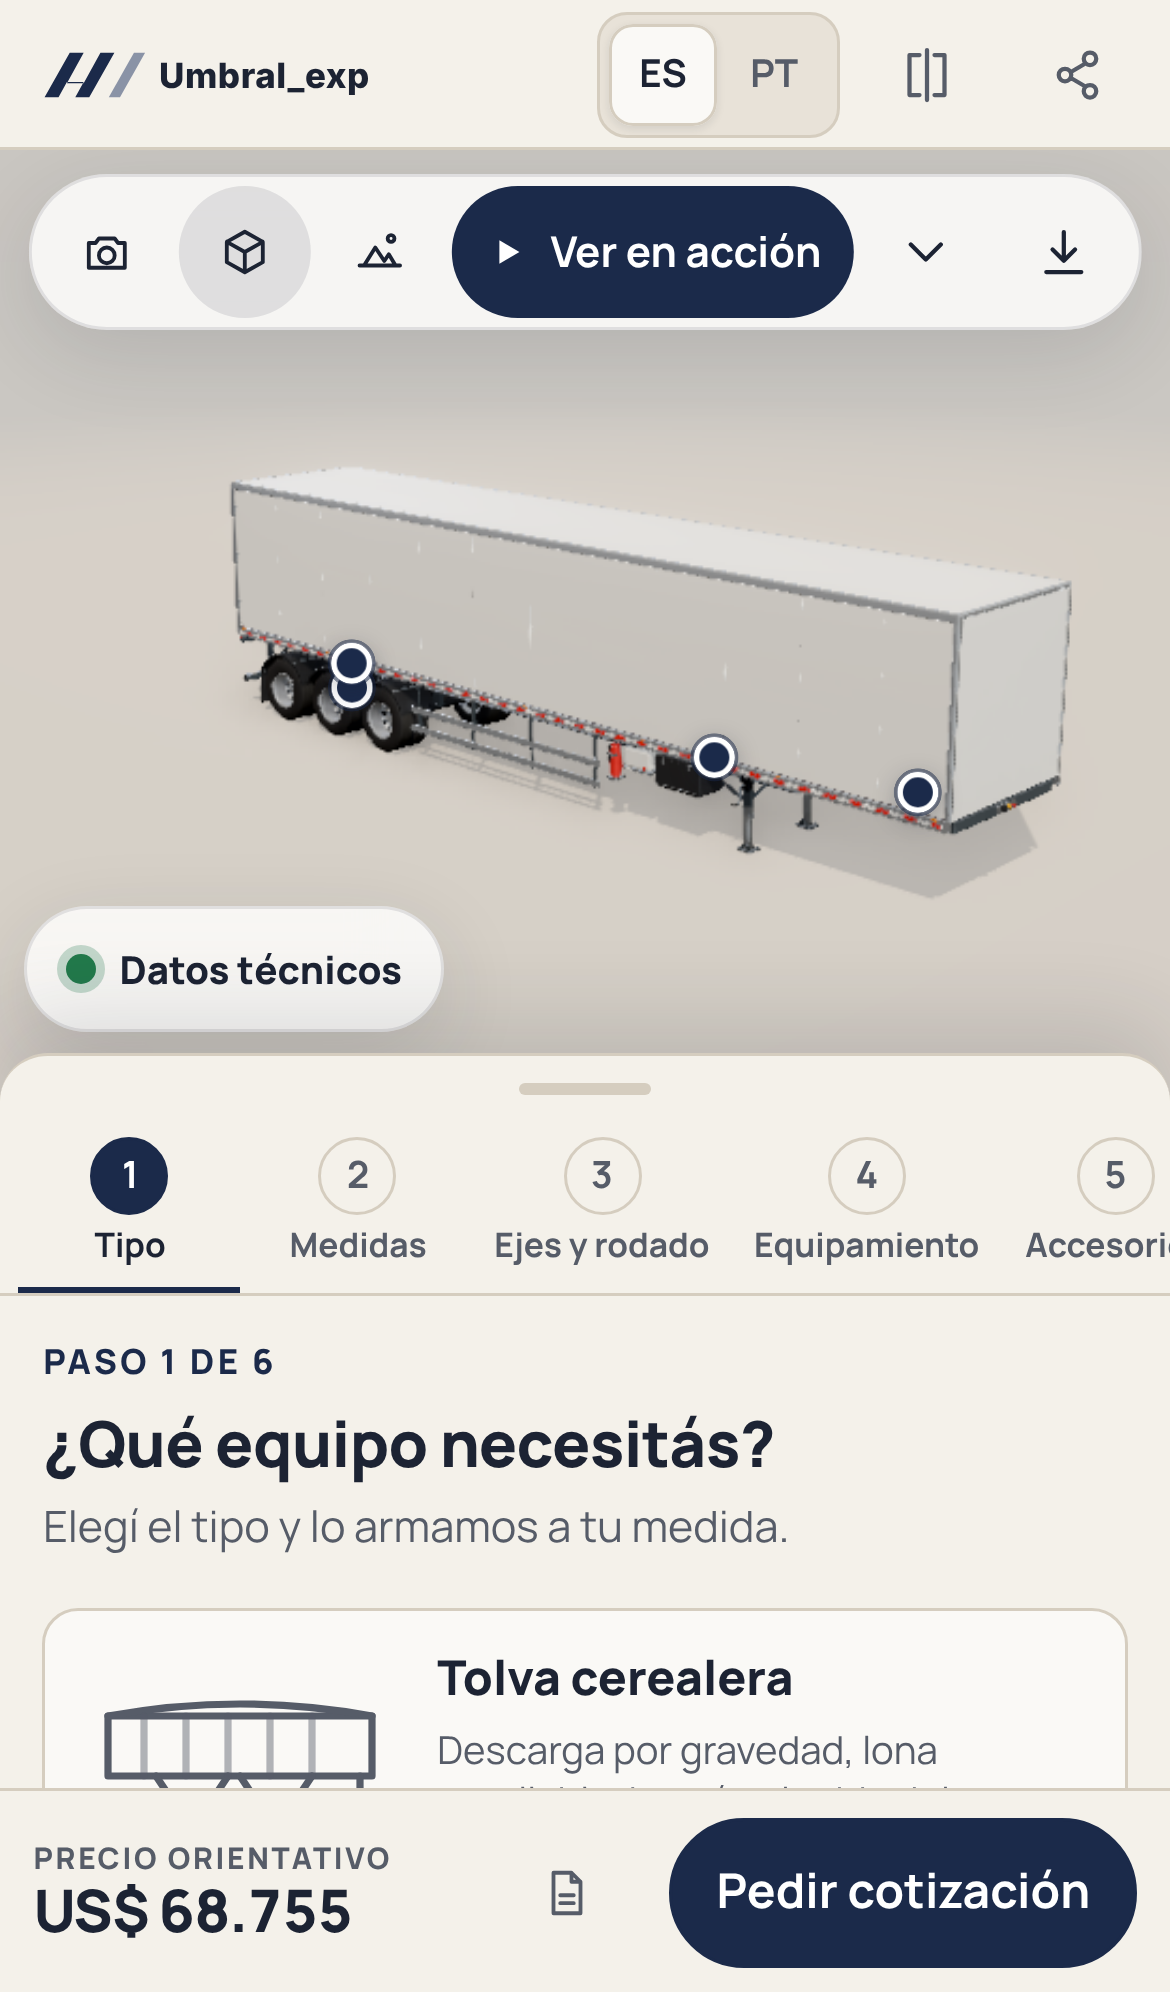 Umbral_exp
ES
PT
Ver en acción
Datos técnicos
1
2
3
4
5
Tipo
Medidas
Ejes y rodado
Equipamiento
PASO 1 DE 6
¿Qué equipo necesitás?
Elegí el tipo y lo armamos a tu medida.
Tolva cerealera
Descarga por gravedad, lona
PRECIO ORIENTATIVO
US$ 68.755
Pedir cotización